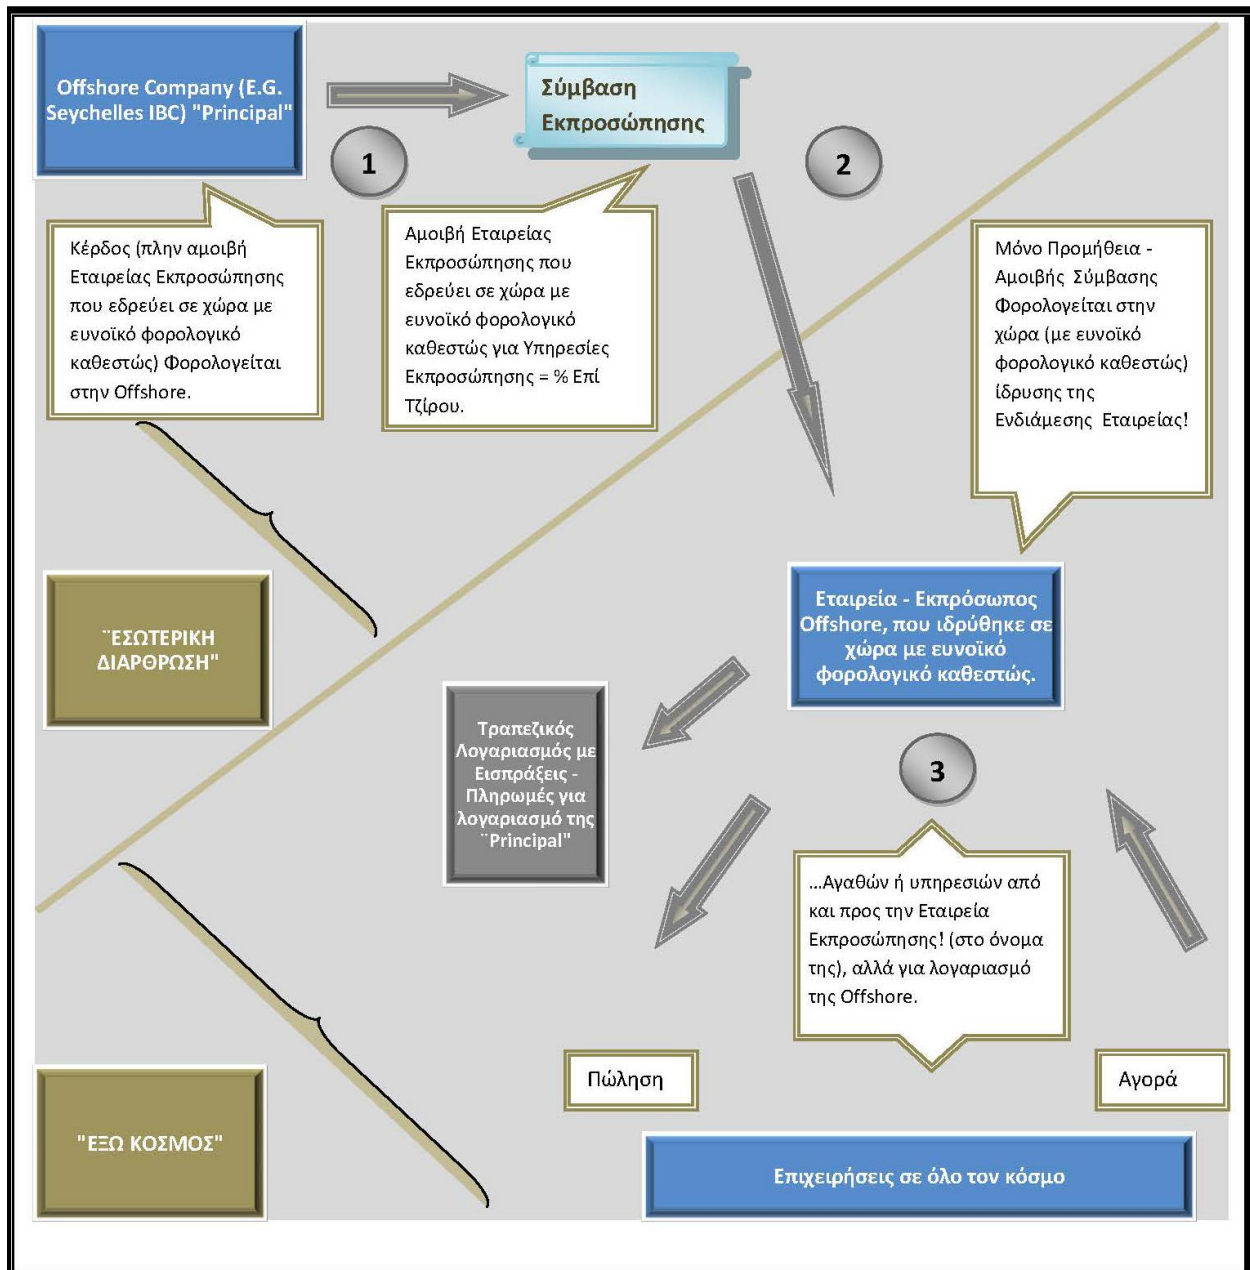 Offshore Company (E.G.
Seychelles IBC) "Principal"
Σύμβαση
Εκπροσώπησης
1
2
Κέρδος (πλην αμοιβή
Εταιρείας Εκπροσώπησης
που εδρεύει σε χώρα με
ευνοϊκό φορολογικό
καθεστώς) Φορολογείται
στην Offshore.
Αμοιβή Εταιρείας
Εκπροσώπησης που
εδρεύει σε χώρα με
ευνοϊκό φορολογικό
καθεστώς για Υπηρεσίες
Εκπροσώπησης = % Επί
Τζίρου.
Μόνο Προμήθεια -
Αμοιβής Σύμβασης
Φορολογείται στην
χώρα (με ευνοϊκό
φορολογικό καθεστώς)
ίδρυσης της
Ενδιάμεσης Εταιρείας!
¨ΕΣΩΤΕΡΙΚΗ
ΔΙΑΡΘΡΩΣΗ"
Εταιρεία - Εκπρόσωπος
Offshore, που ιδρύθηκε σε
χώρα με ευνοϊκό
φορολογικό καθεστώς.
Τραπεζικός
Λογαριασμός με
Εισπράξεις -
Πληρωμές για
λογαριασμό της
¨Principal"
3
...Αγαθών ή υπηρεσιών από
και προς την Εταιρεία
Εκπροσώπησης! (στο όνομα
της), αλλά για λογαριασμό
της Offshore.
Πώληση
Αγορά
"ΕΞΩ ΚΟΣΜΟΣ"
Επιχειρήσεις σε όλο τον κόσμο